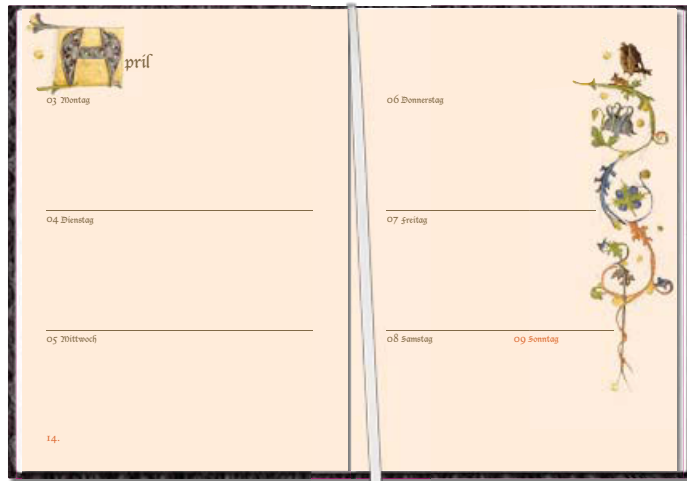 April
03 Montag
04 Dienstag
05 Mittwoch
14.
06 Donnerstag
07 Freitag
08 Samstag
09 Sonntag